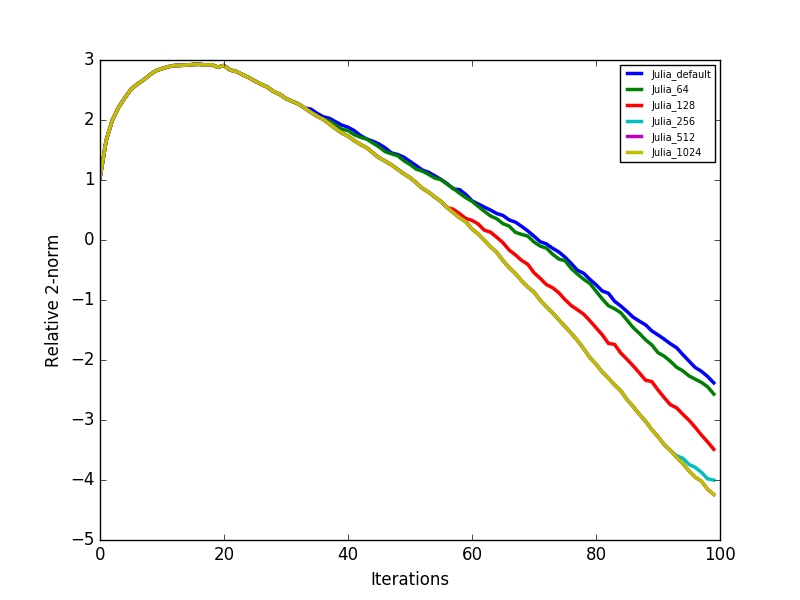 3
2
1
0
−1
−2
−3
−4
−5
Relative 2-norm
Julia_default
Julia_64
Julia_128
Julia_256
Julia_512
Julia_1024
0 20 40 60 80 100
Iterations